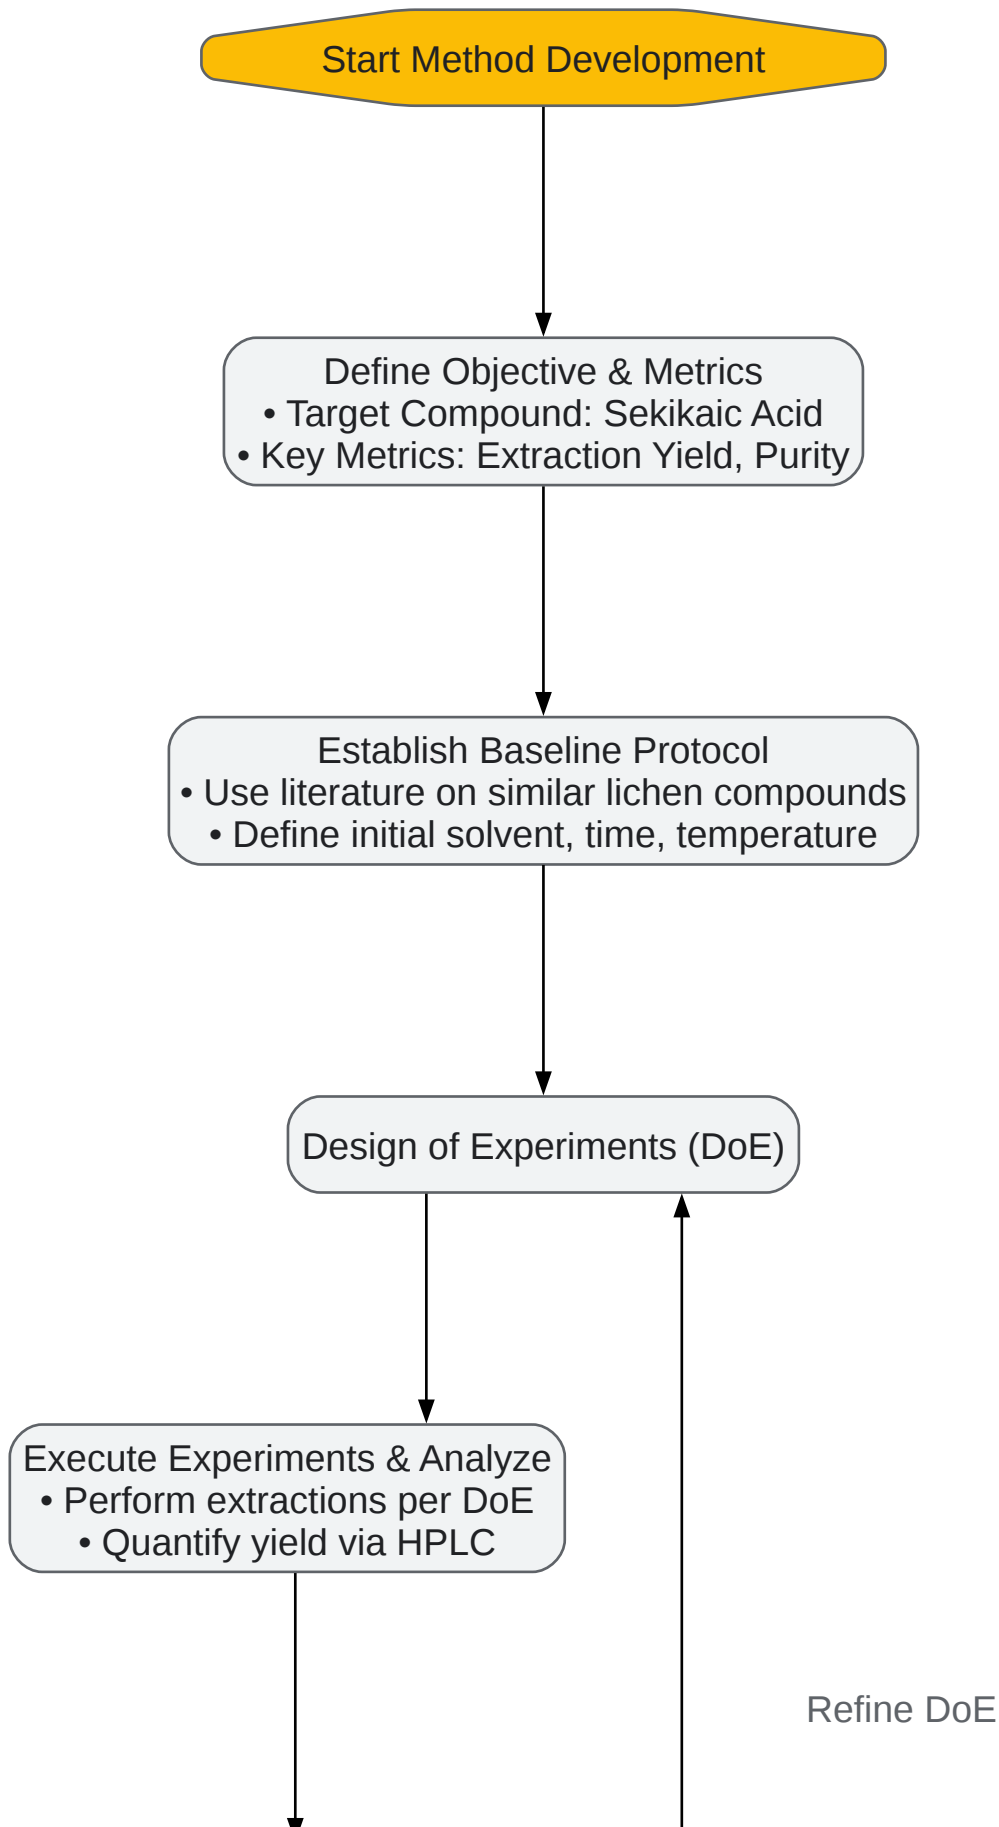 Start Method Development
Define Objective & Metrics
• Target Compound: Sekikaic Acid
• Key Metrics: Extraction Yield, Purity
Establish Baseline Protocol
• Use literature on similar lichen compounds
• Define initial solvent, time, temperature
Design of Experiments (DoE)
Execute Experiments & Analyze
• Perform extractions per DoE
• Quantify yield via HPLC
Refine DoE